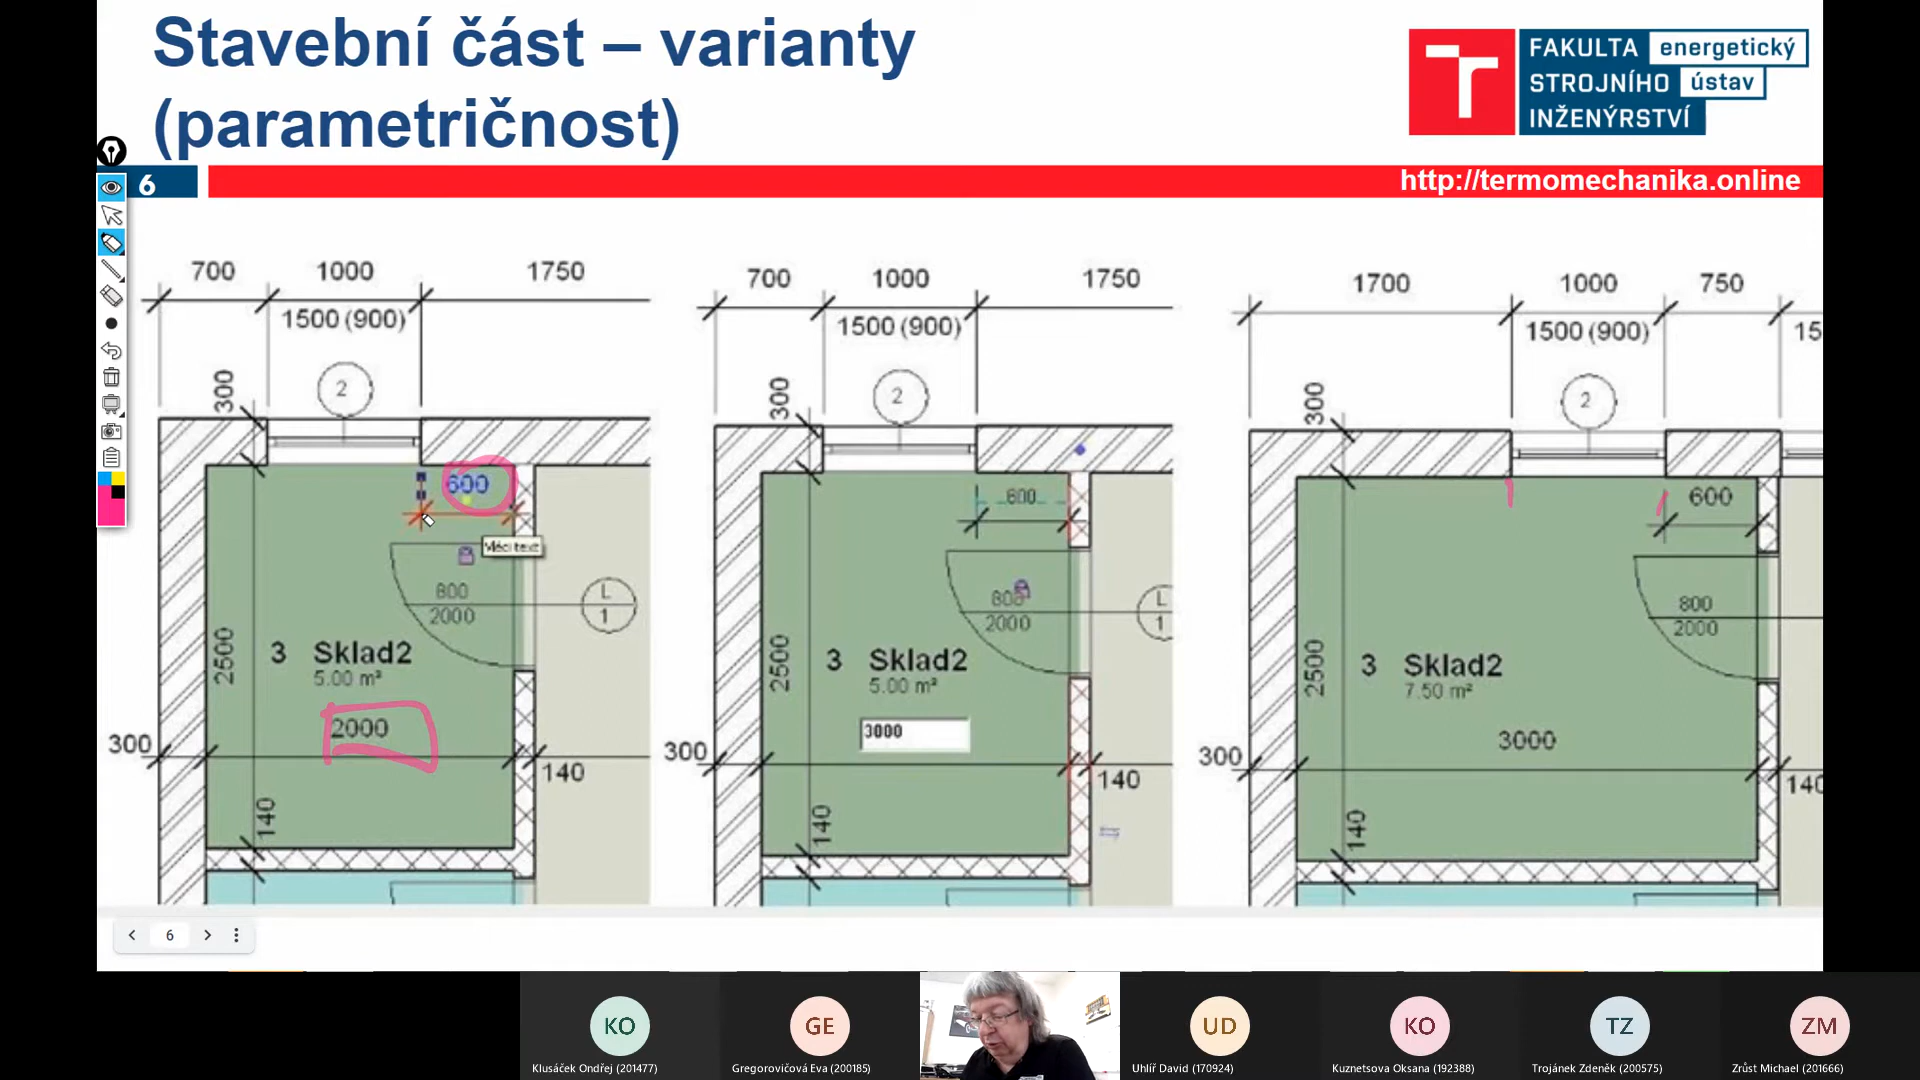 Stavební část – varianty
(parametričnost)
FAKULTA energetický
STROJNÍHO ústav
INŽENÝRSTVÍ
6
http://termomechanika.online
700 1000 1750
1500 (900)
300
2
600
Vlácí text
800
2000
L
1
2500
3 Sklad2
5.00 m²
2000
300
140
140
700 1000 1750
1500 (900)
300
2
800
800
2000
L
1
2500
3 Sklad2
5.00 m²
3000
300
140
140
1700 1000 750
1500 (900)
15
300
2
600
800
2000
2500
3 Sklad2
7.50 m²
3000
300
140
140
6
KO GE UD KO TZ ZM
Klusáček Ondřej (201477) Gregorovičová Eva (200185) Uhlíř David (170924) Kuznetsova Oksana (192388) Trojánek Zdeněk (200575) Zrůst Michael (201666)